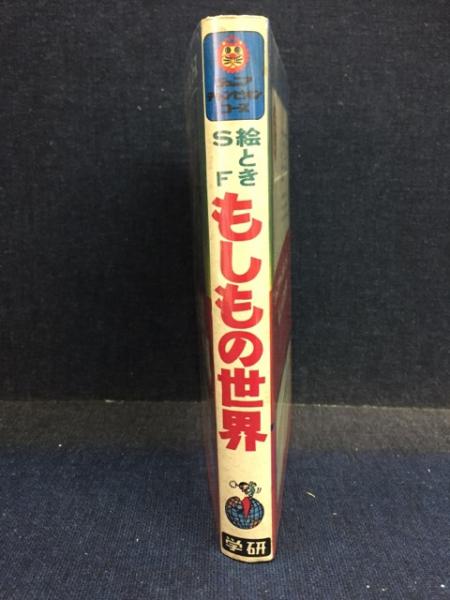 ジュニア
チャンピオン
コース
絵とき
SF
もしもの世界
学研